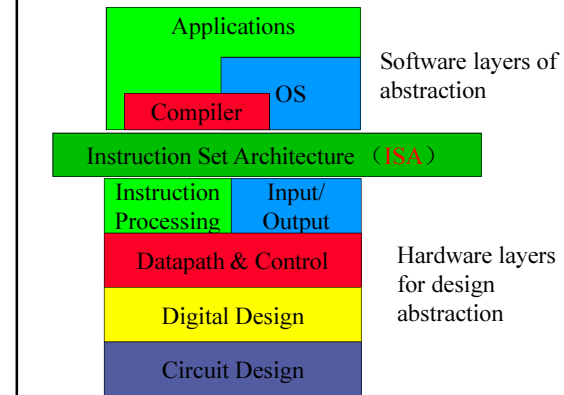 Applications
Software layers of
abstraction
OS
Compiler
Instruction Set Architecture （ISA）
Instruction
Processing
Input/
Output
Datapath & Control
Hardware layers
for design
abstraction
Digital Design
Circuit Design